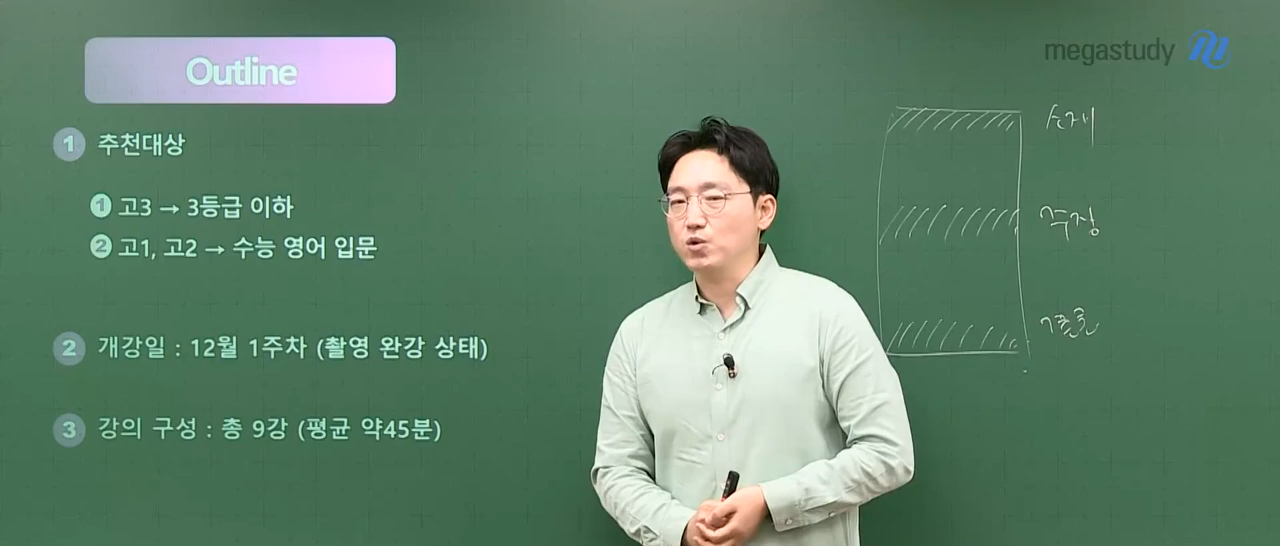 megastudy
Outline
1 추천대상
1 고3 → 3등급 이하
2 고1, 고2 → 수능 영어 입문
2 개강일 : 12월 1주차 (촬영 완강 상태)
3 강의 구성 : 총 9강 (평균 약45분)
소재
주장
결론